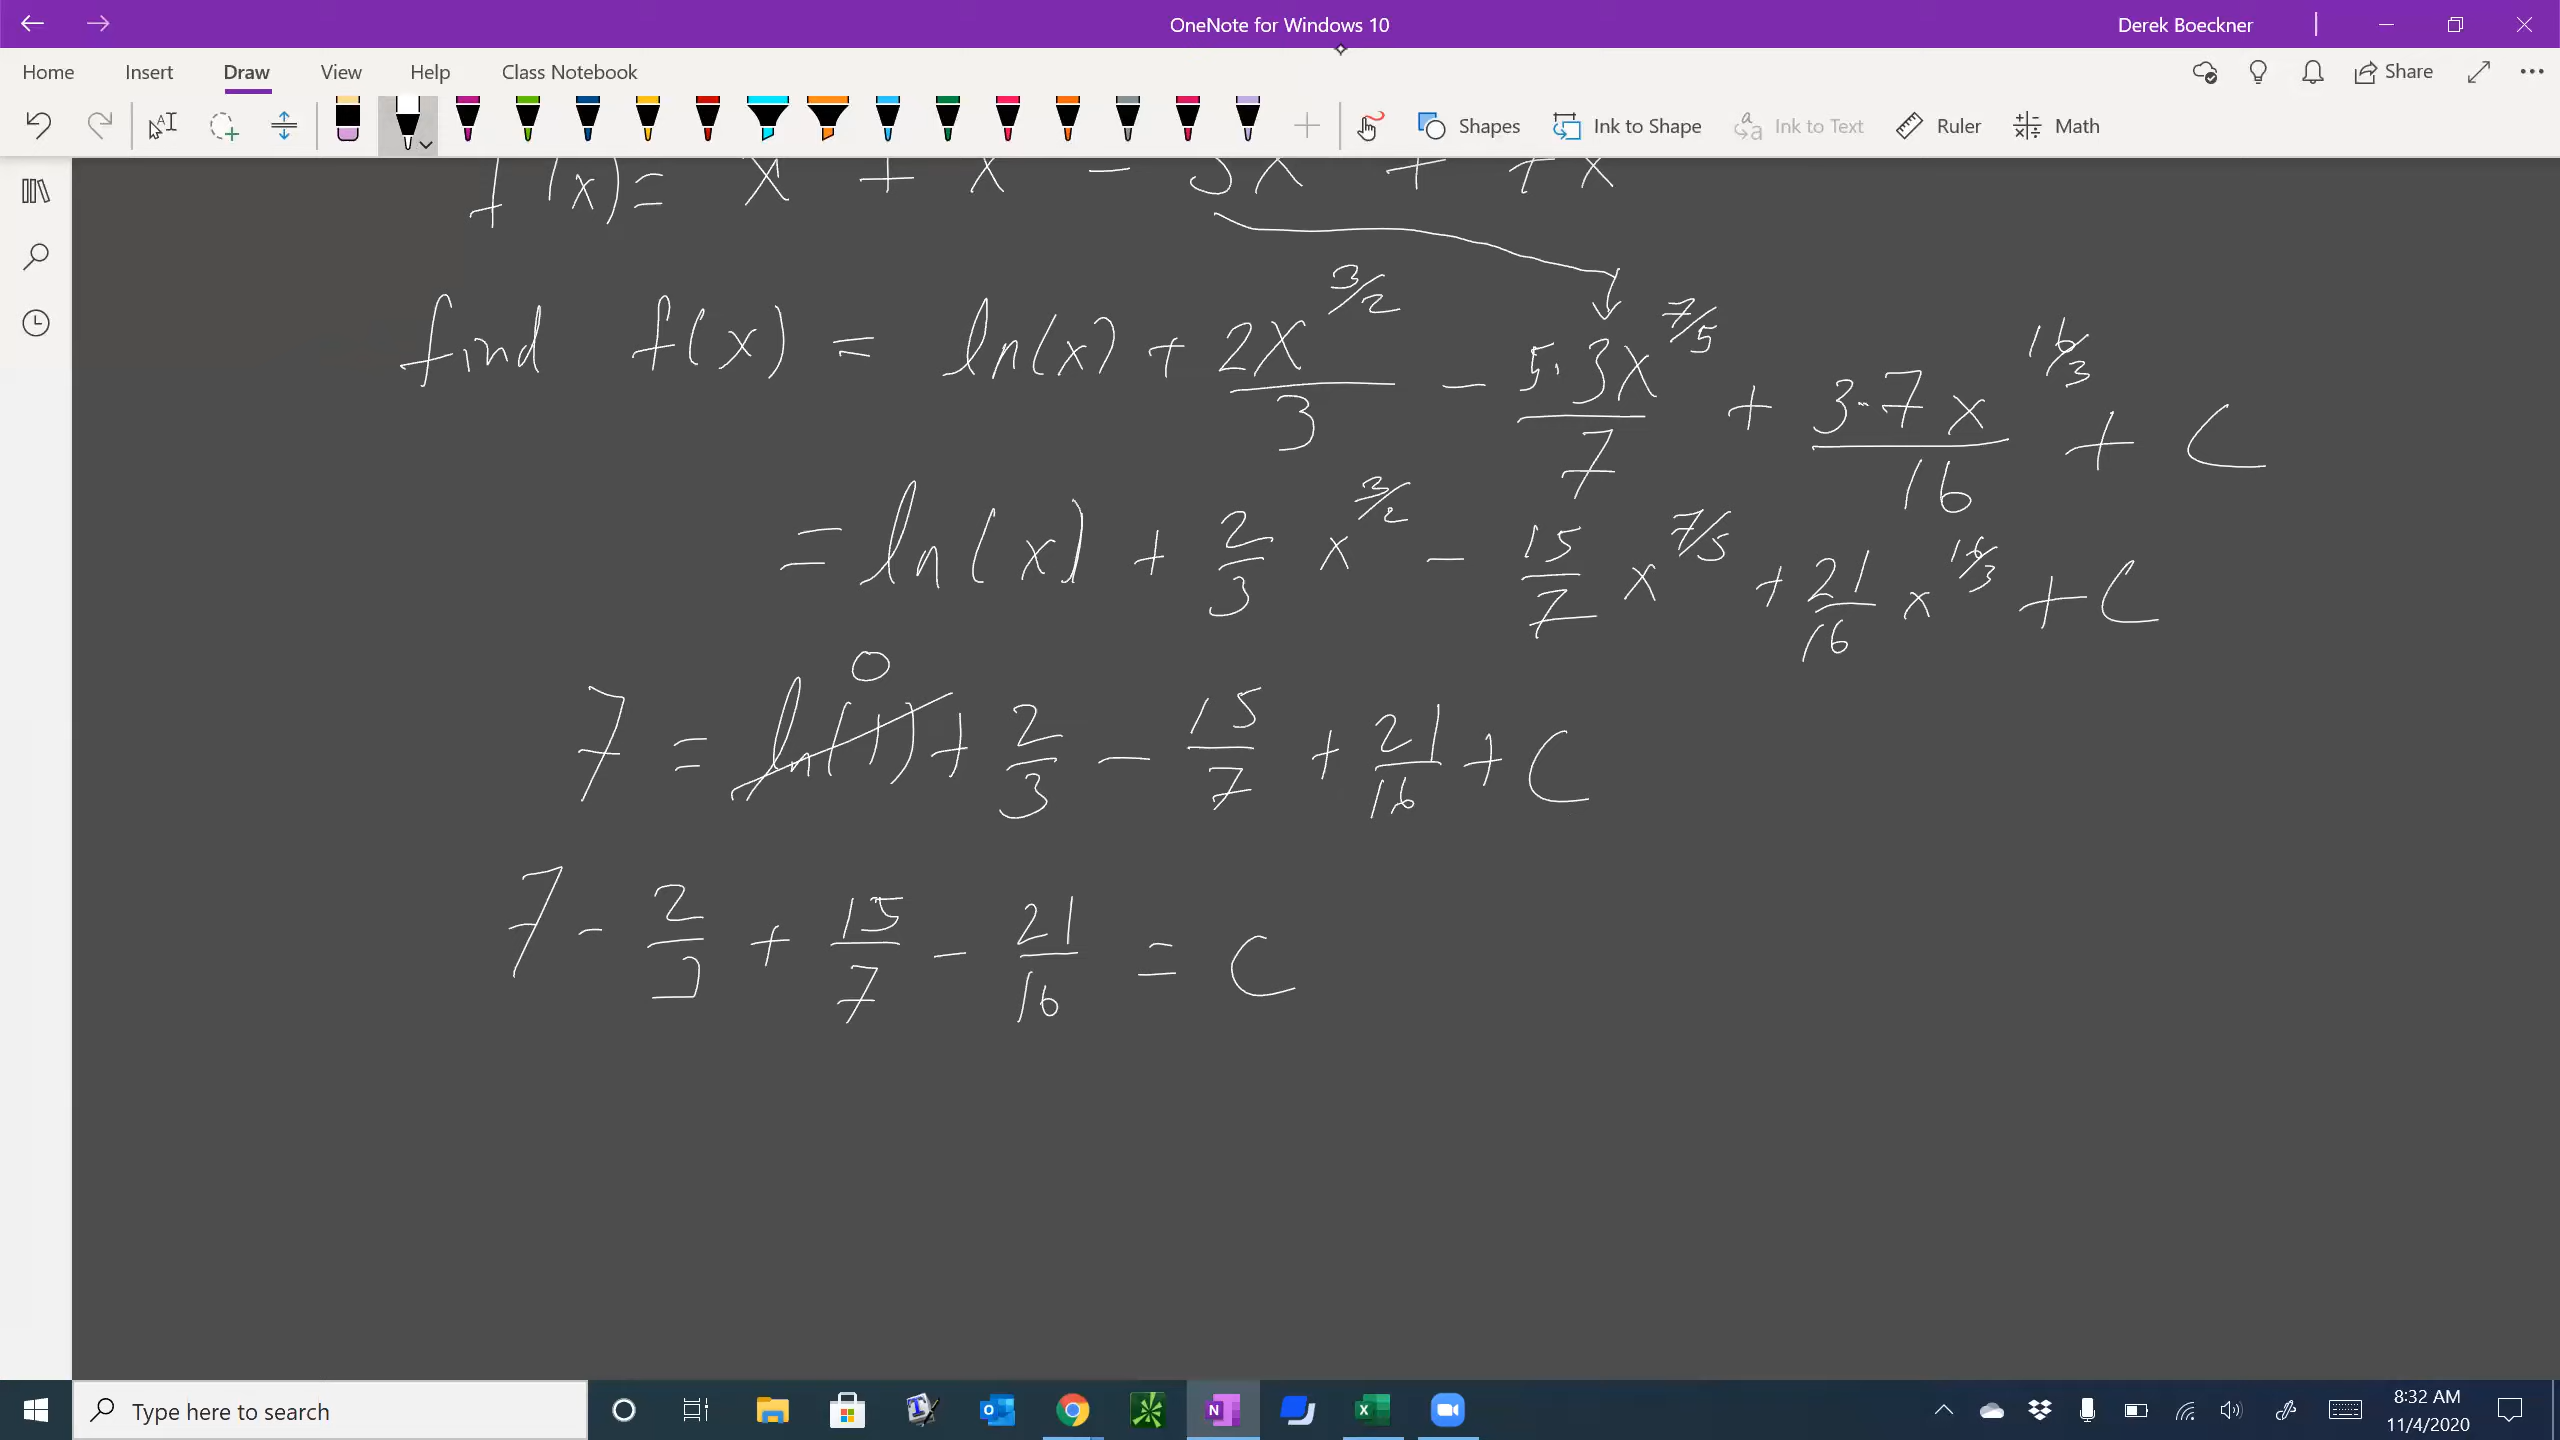 OneNote for Windows 10
Derek Boeckner
Home Insert Draw View Help Class Notebook
Share
Shapes Ink to Shape Ink to Text Ruler Math
f'(x) = x + x - 3x + 7x
find f(x) = ln(x) + 2x^3/2 / 3 - 5·3x^7/5 / 7 + 3·7x^16/3 / 16 + C
= ln(x) + 2/3 x^3/2 - 15/7 x^7/5 + 21/16 x^16/3 + C
0
7 = ln(1) + 2/3 - 15/7 + 21/16 + C
7 - 2/3 + 15/7 - 21/16 = C
Type here to search
8:32 AM
11/4/2020